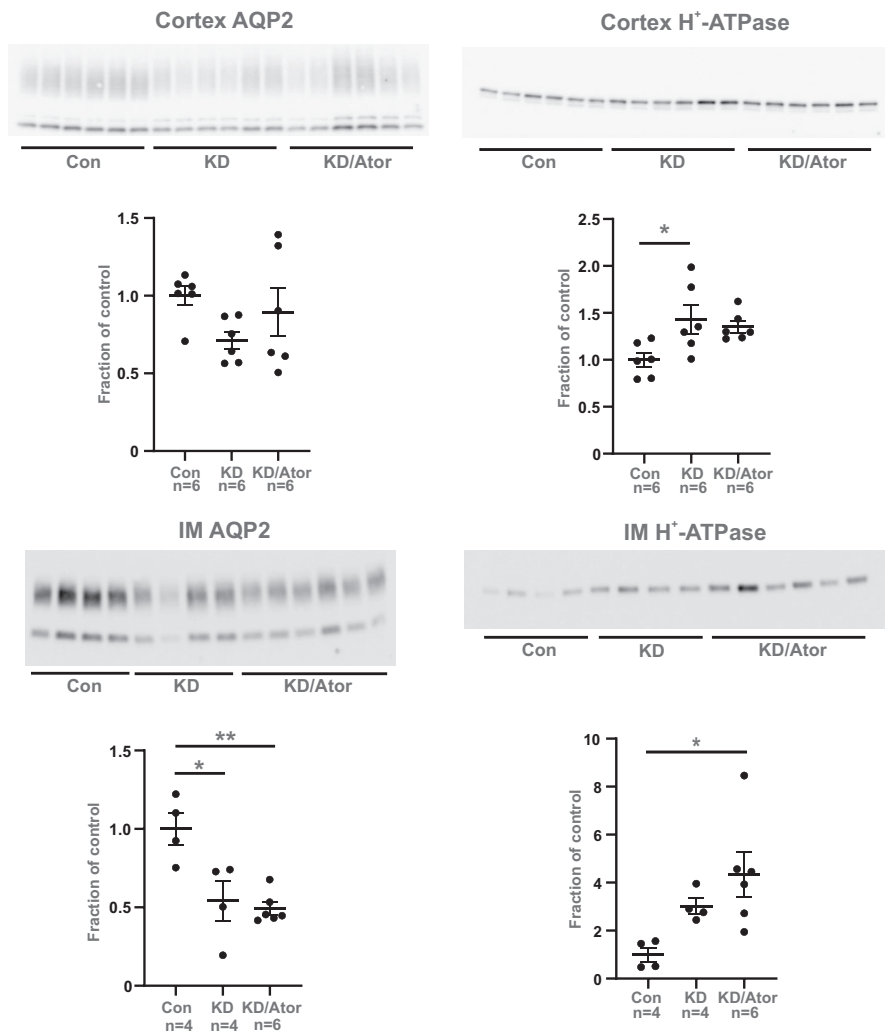 Cortex AQP2
Con KD KD/Ator
1.5
1.0
0.5
0
Fraction of control
Con KD KD/Ator
n=6 n=6 n=6
Cortex H⁺-ATPase
Con KD KD/Ator
2.5
2.0
1.5
1.0
0.5
0
Fraction of control
*
Con KD KD/Ator
n=6 n=6 n=6
IM AQP2
Con KD KD/Ator
1.5
1.0
0.5
0
Fraction of control
**
*
Con KD KD/Ator
n=4 n=4 n=6
IM H⁺-ATPase
Con KD KD/Ator
10
8
6
4
2
0
Fraction of control
*
Con KD KD/Ator
n=4 n=4 n=6